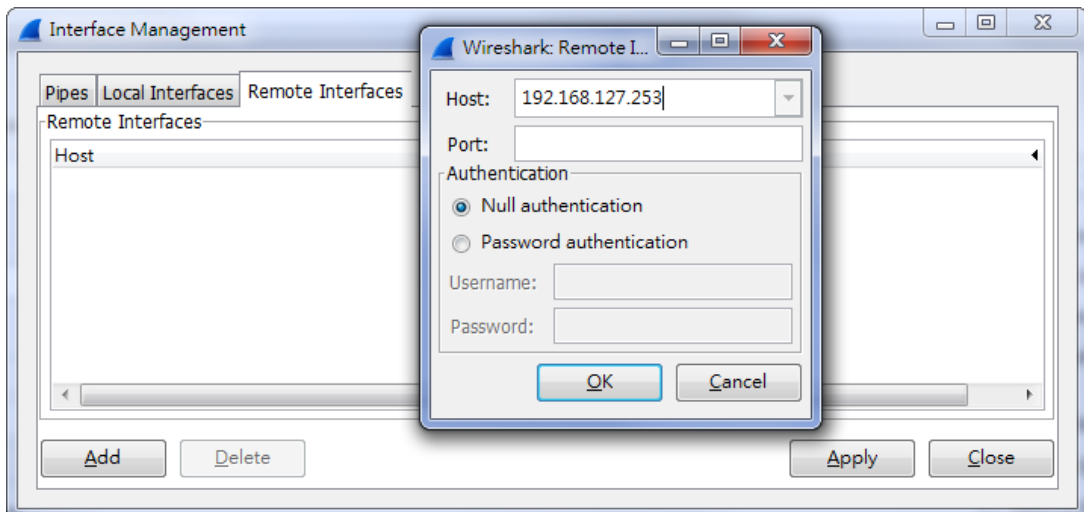 Interface Management
Pipes Local Interfaces Remote Interfaces
Remote Interfaces
Host
Add Delete Apply Close
Wireshark: Remote I...
Host: 192.168.127.253
Port:
Authentication
Null authentication
Password authentication
Username:
Password:
OK Cancel